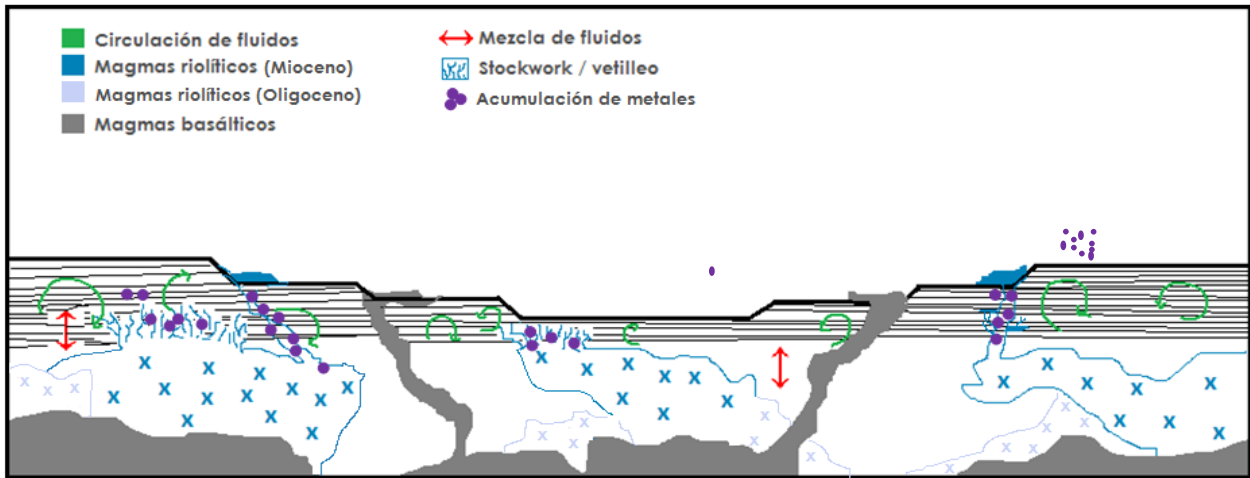 Circulación de fluidos
Magmas riolíticos (Mioceno)
Magmas riolíticos (Oligoceno)
Magmas basálticos
Mezcla de fluidos
Stockwork / vetilleo
Acumulación de metales